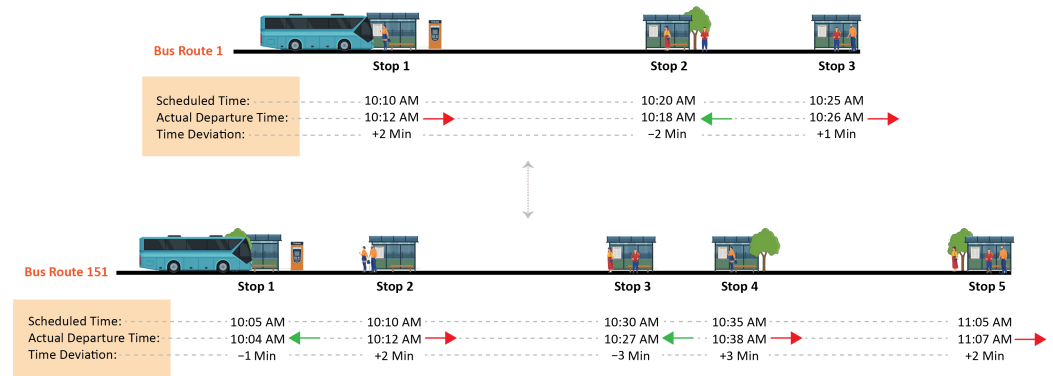 Bus Route 1
Stop 1 Stop 2 Stop 3
Scheduled Time: 10:10 AM 10:20 AM 10:25 AM
Actual Departure Time: 10:12 AM 10:18 AM 10:26 AM
Time Deviation: +2 Min −2 Min +1 Min
Bus Route 151
Stop 1 Stop 2 Stop 3 Stop 4 Stop 5
Scheduled Time: 10:05 AM 10:10 AM 10:30 AM 10:35 AM 11:05 AM
Actual Departure Time: 10:04 AM 10:12 AM 10:27 AM 10:38 AM 11:07 AM
Time Deviation: −1 Min +2 Min −3 Min +3 Min +2 Min